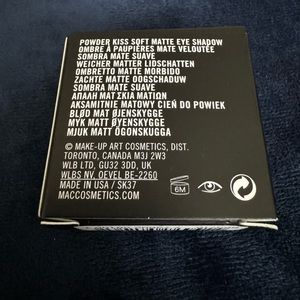 POWDER KISS SOFT MATTE EYE SHADOW
OMBRE À PAUPIÈRES MATE VELOUTÉE
SOMBRA MATE SUAVE
WEICHER MATTER LIDSCHATTEN
OMBRETTO MATTE MORBIDO
ZACHTE MATTE OOGSCHADUW
SOMBRA MATE SUAVE
ΑΠΑΛΗ ΜΑΤ ΣΚΙΑ ΜΑΤΙΩΝ
AKSAMITNIE MATOWY CIEŃ DO POWIEK
BLØD MAT ØJENSKYGGE
MYK MATT ØYENSKYGGE
MJUK MATT ÖGONSKUGGA
© MAKE-UP ART COSMETICS, DIST.
TORONTO, CANADA M3J 2W3
WLB LTD, GU32 3DD, UK
WLBS NV. OEVEL BE-2260
MADE IN USA / SK37
MACCOSMETICS.COM
6M